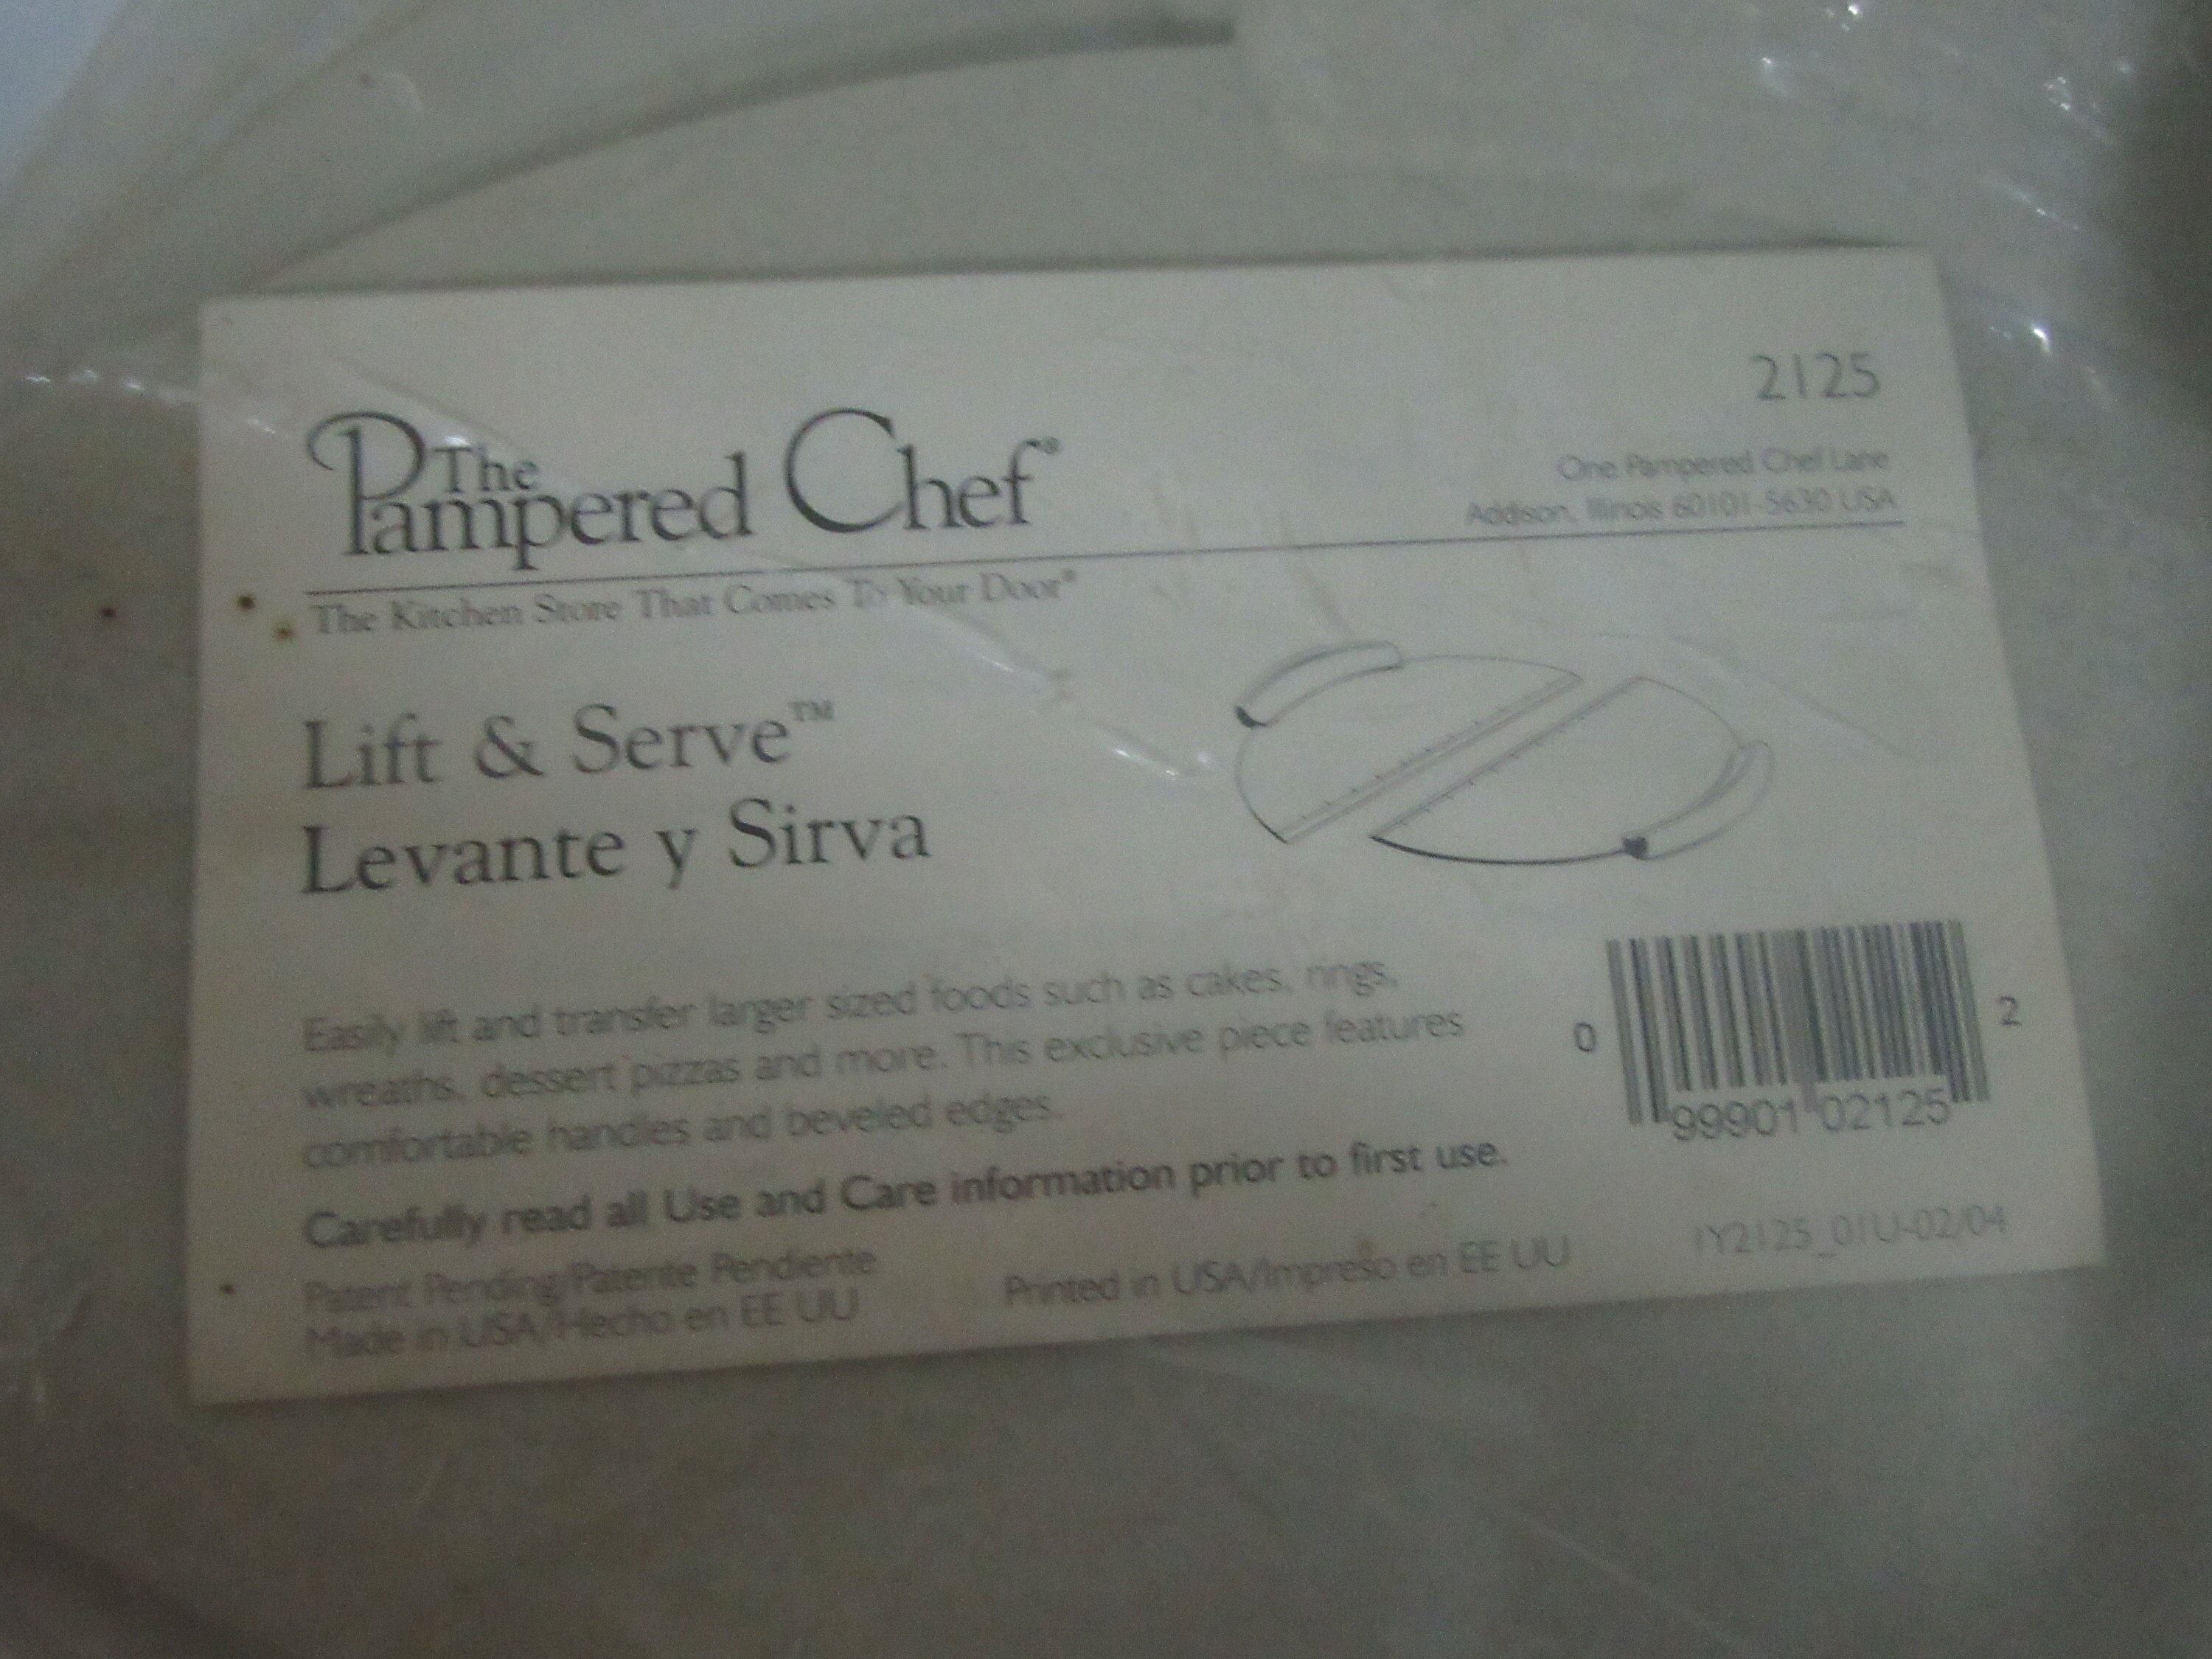 The
Pampered Chef®
2125
One Pampered Chef Lane
Addison, Illinois 60101-5630 USA
The Kitchen Store That Comes To Your Door®
Lift & Serve™
Levante y Sirva
Easily lift and transfer larger sized foods such as cakes, rings,
wreaths, dessert pizzas and more. This exclusive piece features
comfortable handles and beveled edges.
Carefully read all Use and Care information prior to first use.
Patent Pending/Patente Pendiente
Made in USA/Hecho en EE UU
Printed in USA/Impreso en EE UU
IY2125_01U-02/04
0 99901 02125 2